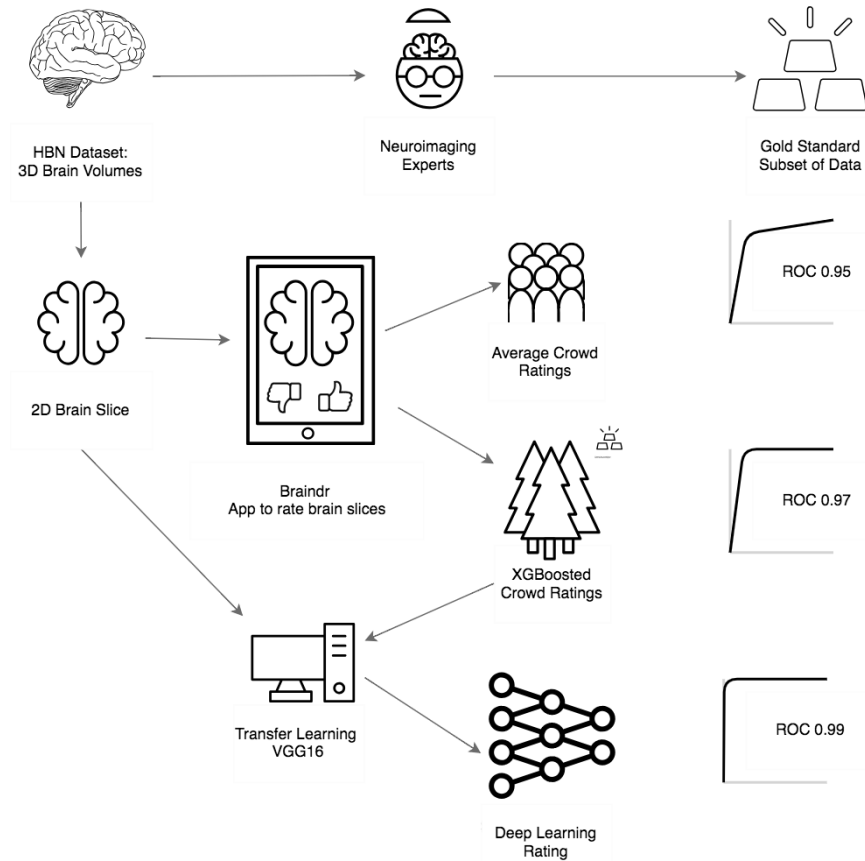 HBN Dataset:
3D Brain Volumes
Neuroimaging
Experts
Gold Standard
Subset of Data
2D Brain Slice
Braindr
App to rate brain slices
Average Crowd
Ratings
ROC 0.95
XGBoosted
Crowd Ratings
ROC 0.97
Transfer Learning
VGG16
Deep Learning
Rating
ROC 0.99